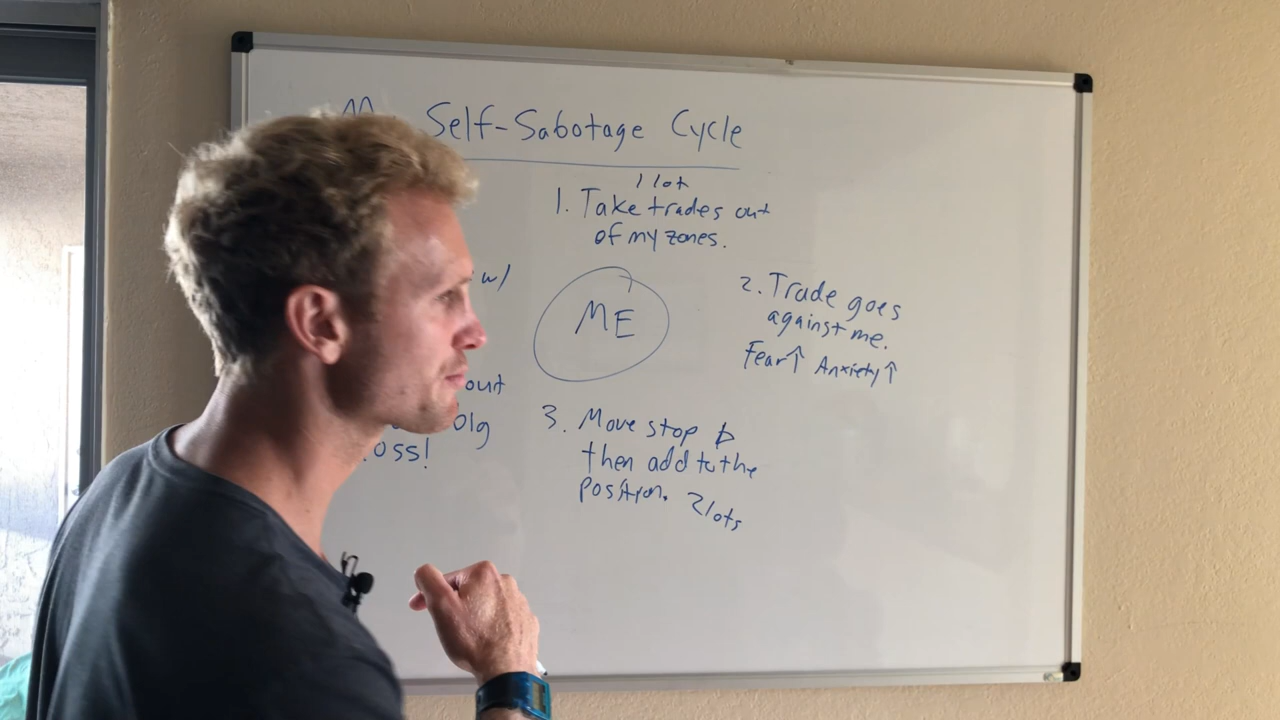 Self-Sabotage Cycle
1 lot
1. Take trades out
of my zones.
w/
ME
2. Trade goes
against me.
Fear↑ Anxiety↑
out
oss!
3. Move stop &
then add to the
position. 2 lots